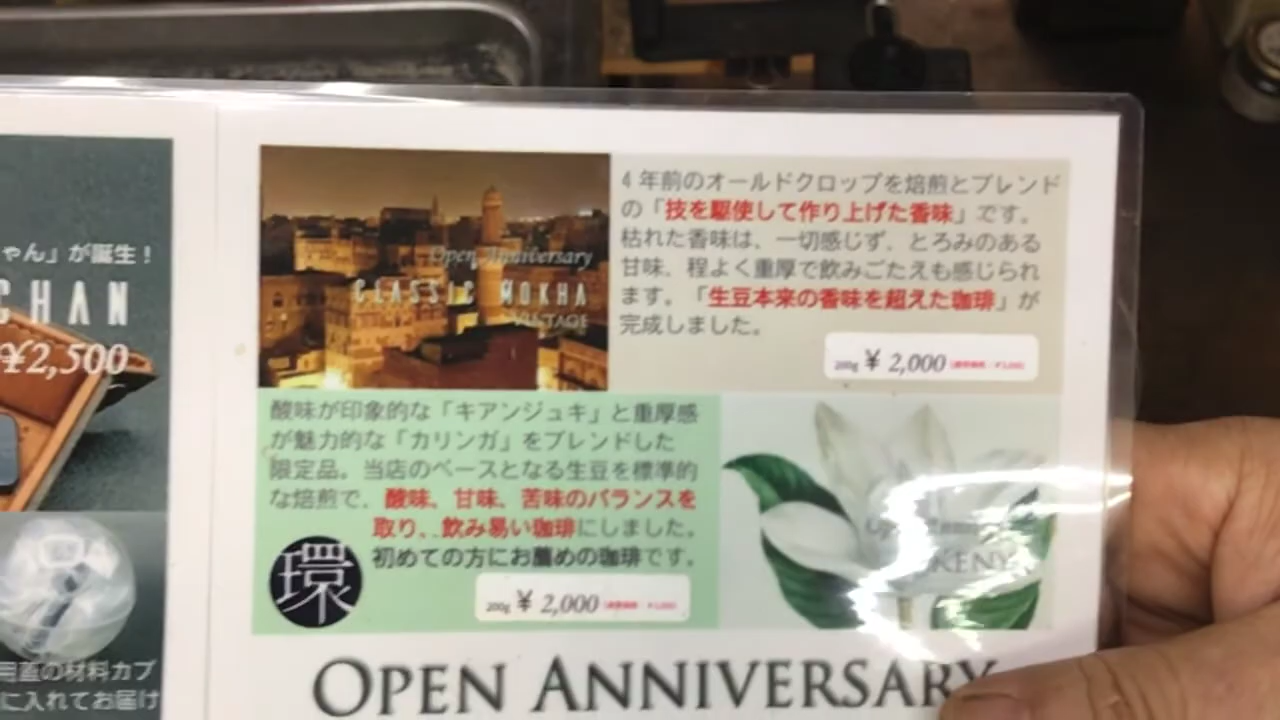 ゃん」が誕生！
CHAN
¥2,500
用蓋の材料カプ
に入れてお届け
Open Anniversary
CLASSIC MOKHA
VINTAGE
4年前のオールドクロップを焙煎とブレンド
の「技を駆使して作り上げた香味」です。
枯れた香味は、一切感じず、とろみのある
甘味、程よく重厚で飲みごたえも感じられ
ます。「生豆本来の香味を超えた珈琲」が
完成しました。
200g ¥ 2,000
酸味が印象的な「キアンジュキ」と重厚感
が魅力的な「カリンガ」をブレンドした
限定品。当店のベースとなる生豆を標準的
な焙煎で、酸味、甘味、苦味のバランスを
取り、飲み易い珈琲にしました。
初めての方にお薦めの珈琲です。
環
200g ¥ 2,000
KENY
OPEN ANNIVERSARY